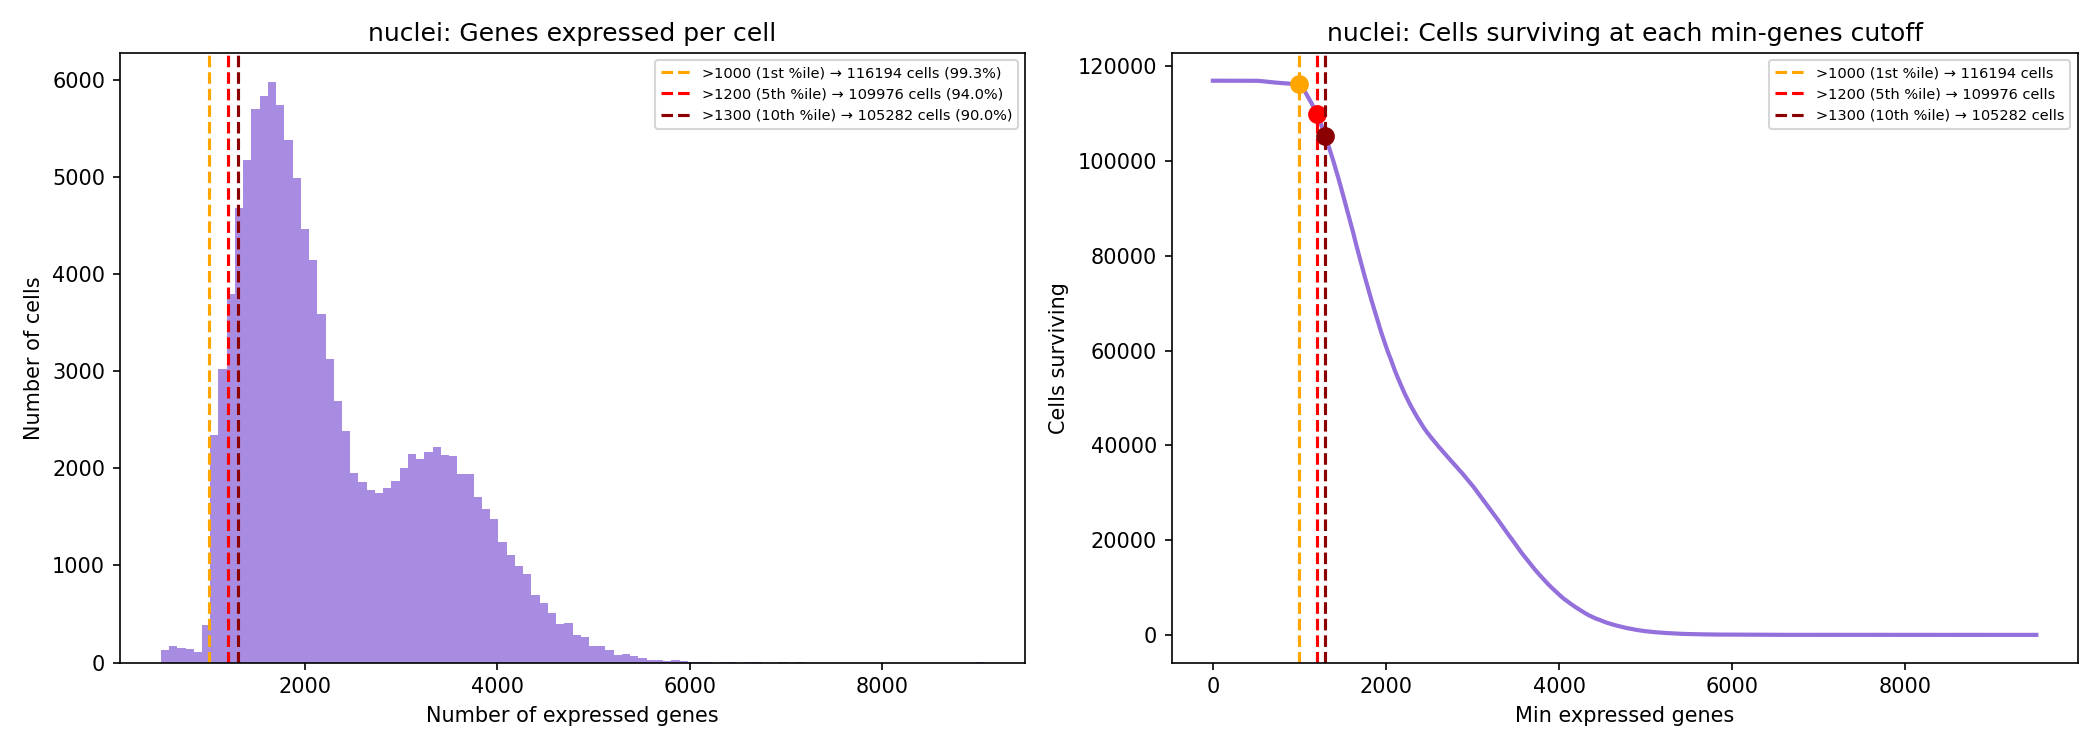 nuclei: Genes expressed per cell
Number of cells
6000
5000
4000
3000
2000
1000
0
>1000 (1st %ile) → 116194 cells (99.3%)
>1200 (5th %ile) → 109976 cells (94.0%)
>1300 (10th %ile) → 105282 cells (90.0%)
2000 4000 6000 8000
Number of expressed genes
nuclei: Cells surviving at each min-genes cutoff
Cells surviving
120000
100000
80000
60000
40000
20000
0
>1000 (1st %ile) → 116194 cells
>1200 (5th %ile) → 109976 cells
>1300 (10th %ile) → 105282 cells
0 2000 4000 6000 8000
Min expressed genes